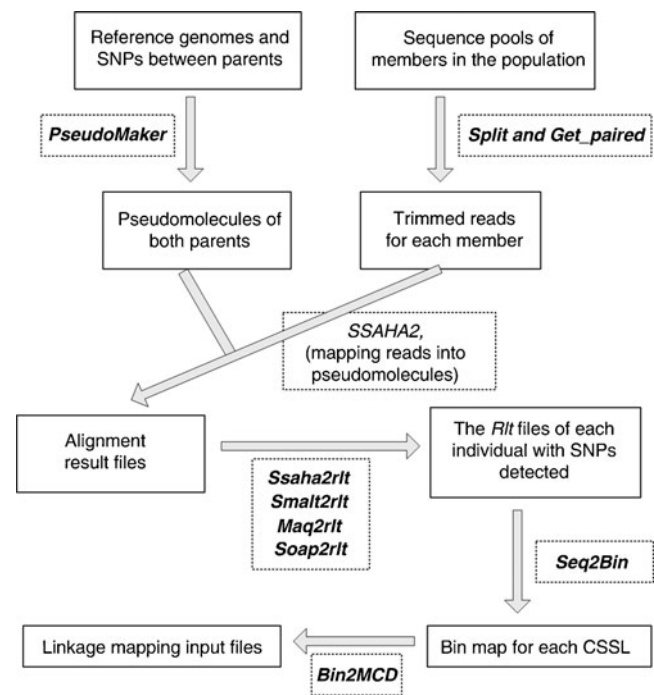 Reference genomes and
SNPs between parents
Sequence pools of
members in the population
PseudoMaker
Split and Get_paired
Pseudomolecules of
both parents
Trimmed reads
for each member
SSAHA2,
(mapping reads into
pseudomolecules)
Alignment
result files
The Rlt files of each
individual with SNPs
detected
Ssaha2rlt
Smalt2rlt
Maq2rlt
Soap2rlt
Seq2Bin
Linkage mapping input files
Bin map for each CSSL
Bin2MCD